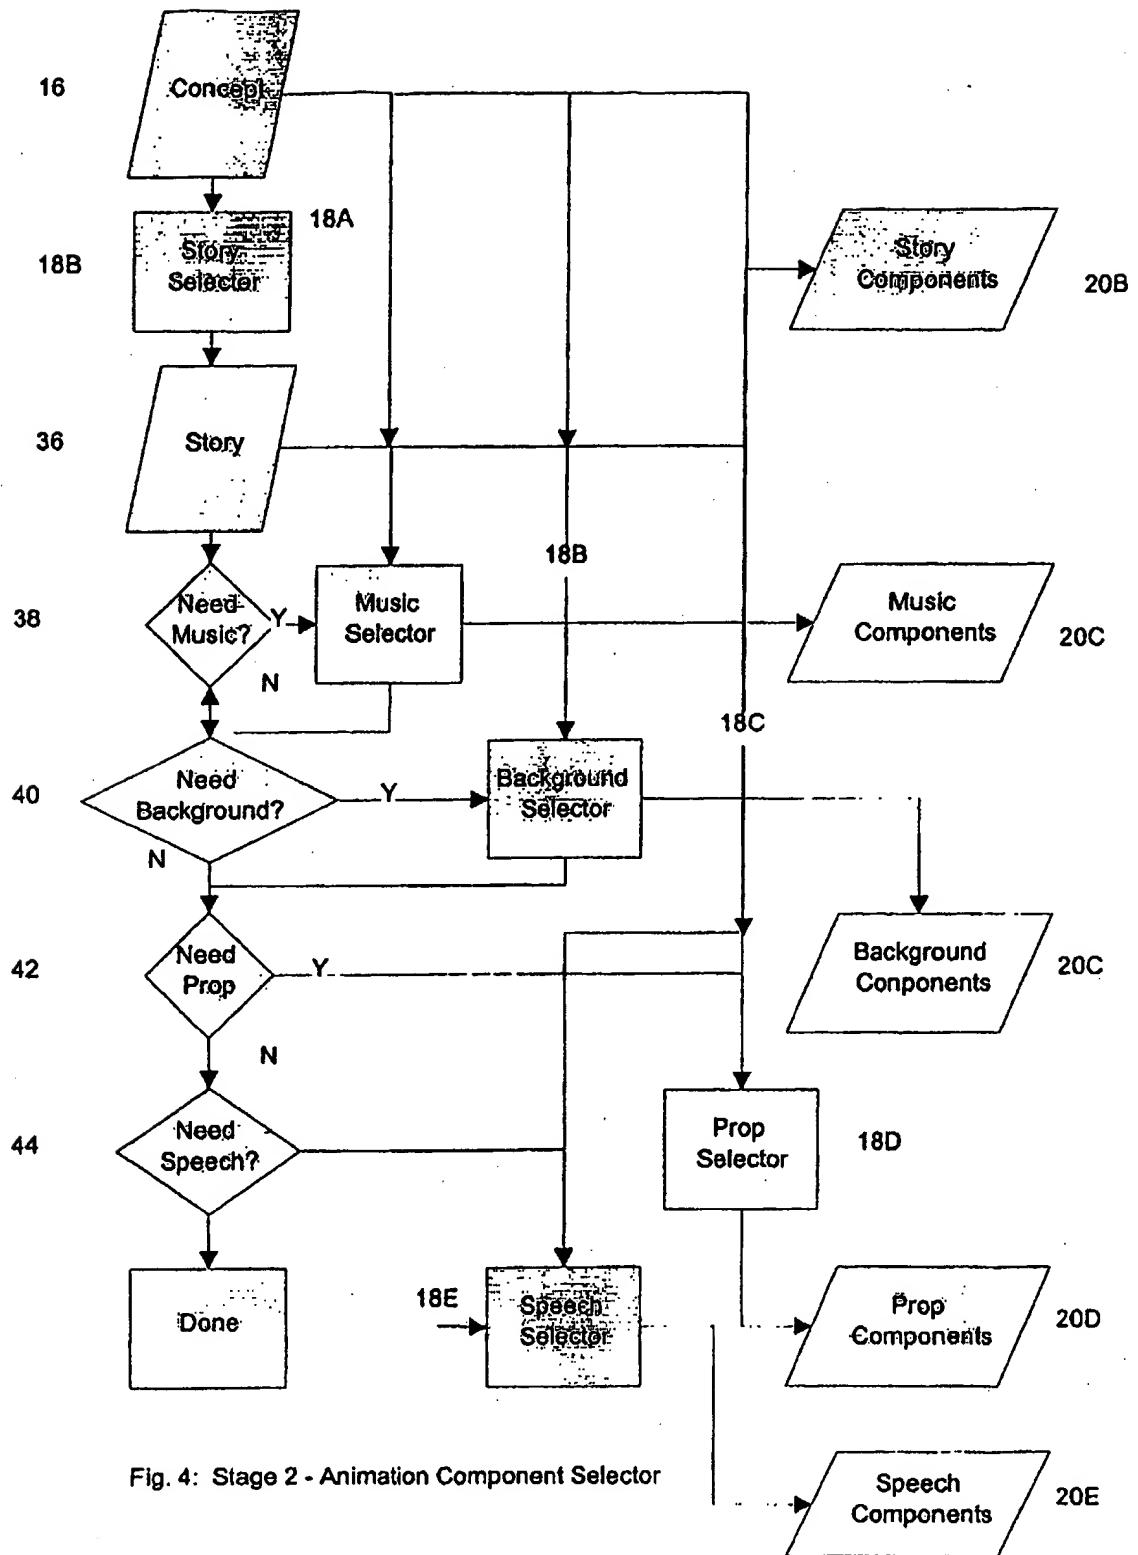 16
Concept
18A
18B
Story
Selector
Story
Components
20B
36
Story
18B
38
Need
Music?
Y
Music
Selector
Music
Components
20C
N
18C
40
Need
Background?
Y
Background
Selector
N
42
Need
Prop
Y
Background
Conponents
20C
N
44
Need
Speech?
Prop
Selector
18D
Done
18E
Speech
Selector
Prop
Components
20D
Fig. 4: Stage 2 - Animation Component Selector
Speech
Components
20E